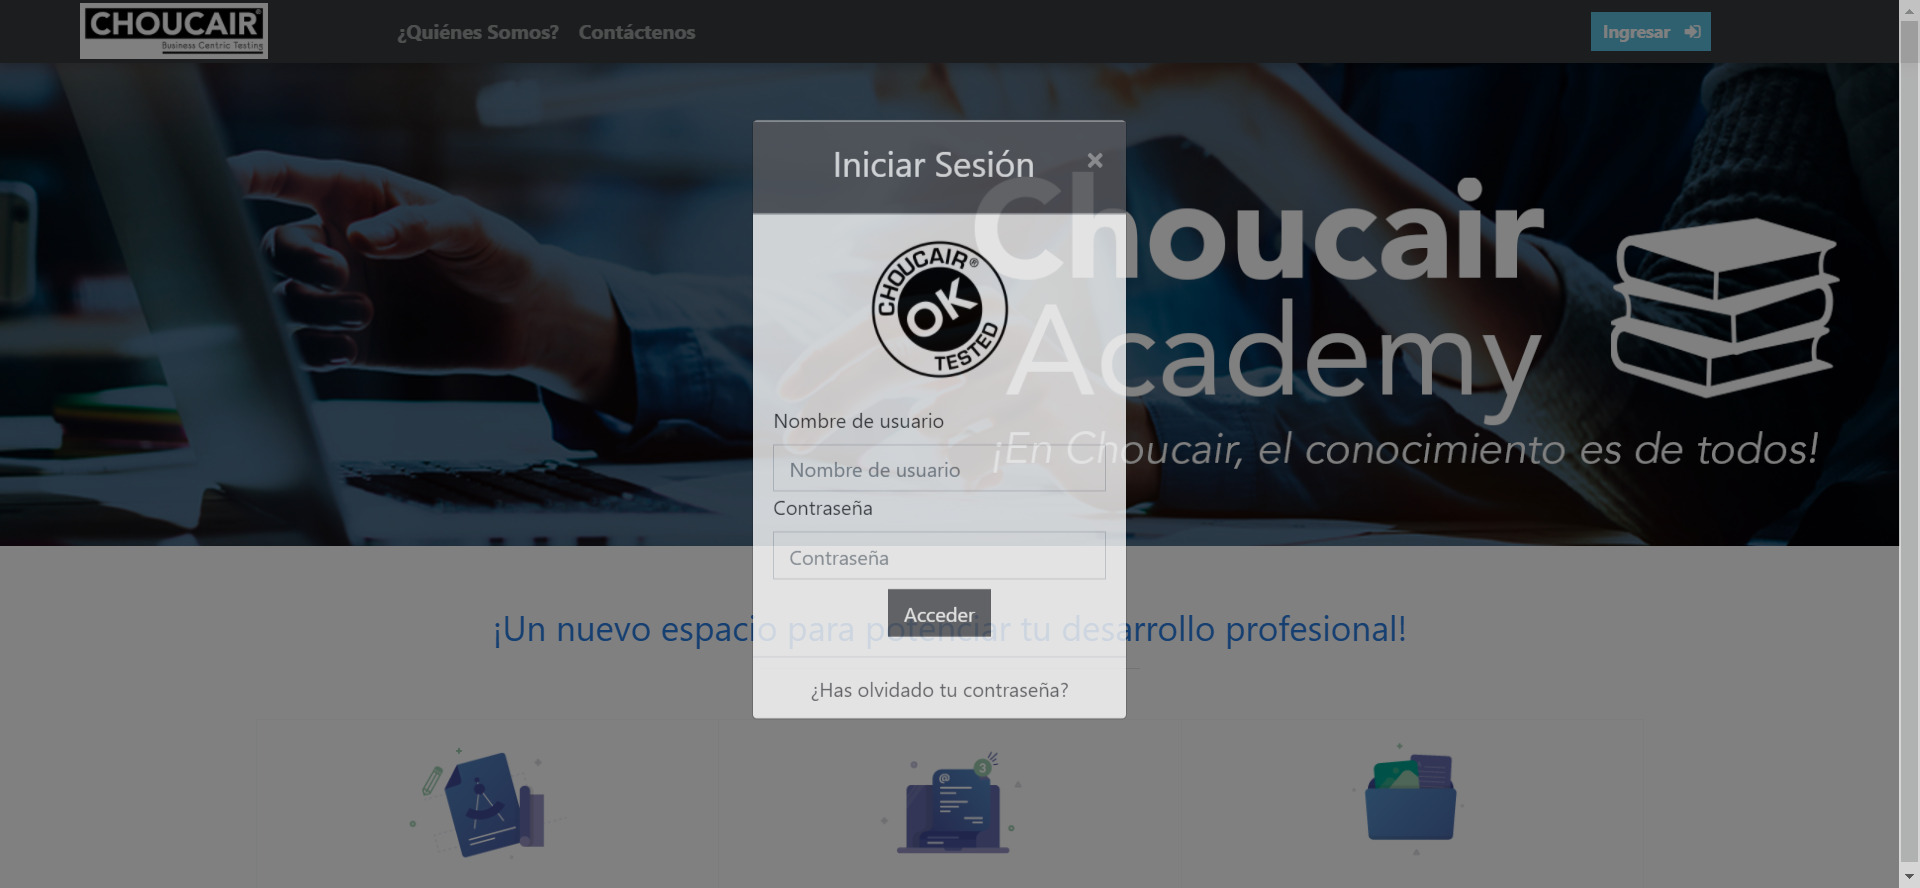 CHOUCAIR®
Business Centric Testing
¿Quiénes Somos?
Contáctenos
Ingresar
Iniciar Sesión
×
CHOUCAIR®
OK
TESTED
Choucair
Academy
¡En Choucair, el conocimiento es de todos!
Nombre de usuario
Nombre de usuario
Contraseña
Contraseña
Acceder
¡Un nuevo espacio para potenciar tu desarrollo profesional!
¿Has olvidado tu contraseña?
@
3